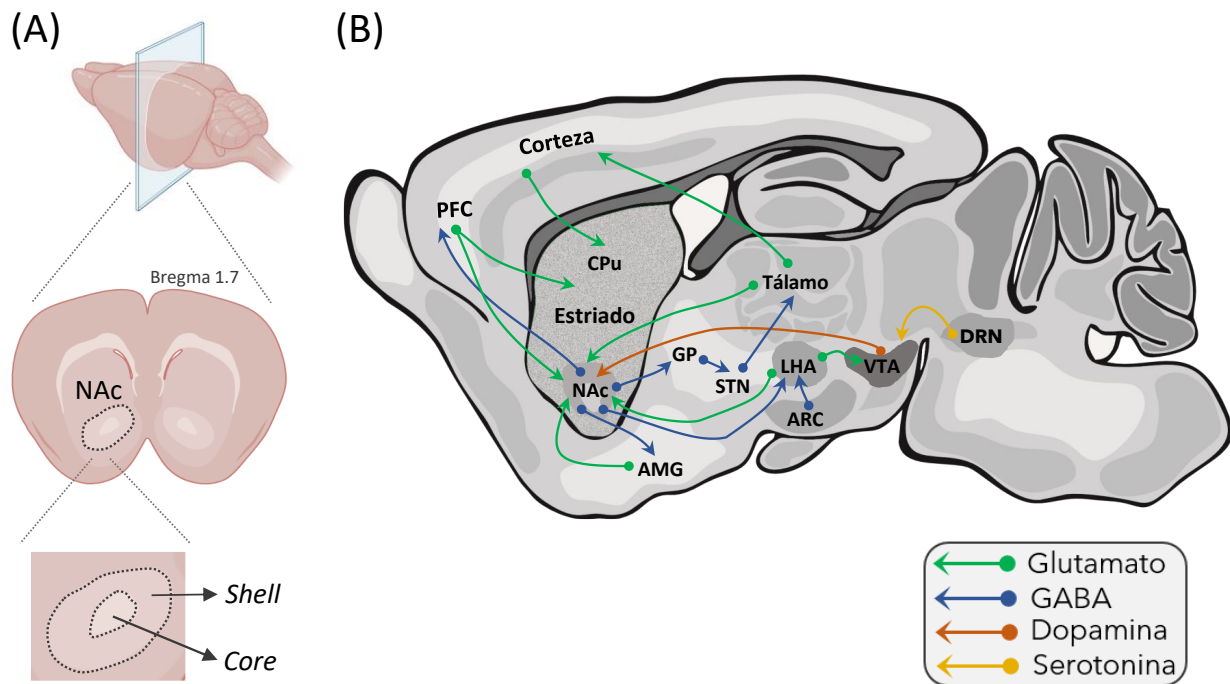 (A)
Bregma 1.7
NAc
Shell
Core
(B)
Corteza
PFC
CPu
Estriado
Tálamo
GP
STN
NAc
LHA
VTA
DRN
ARC
AMG
Glutamato
GABA
Dopamina
Serotonina